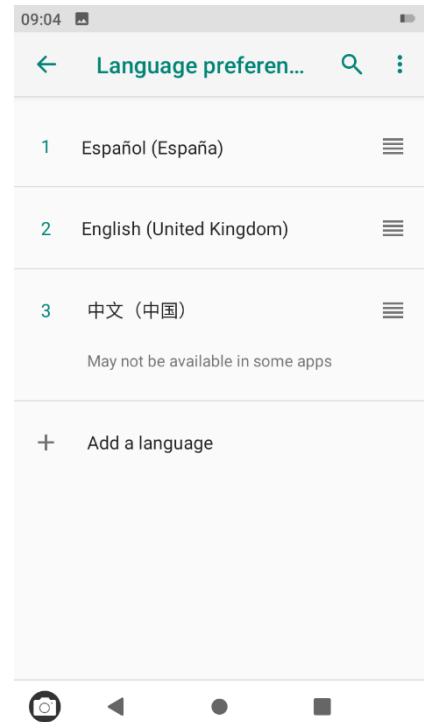 09:04
Language preferen...
1 Español (España)
2 English (United Kingdom)
3 中文（中国）
May not be available in some apps
+ Add a language